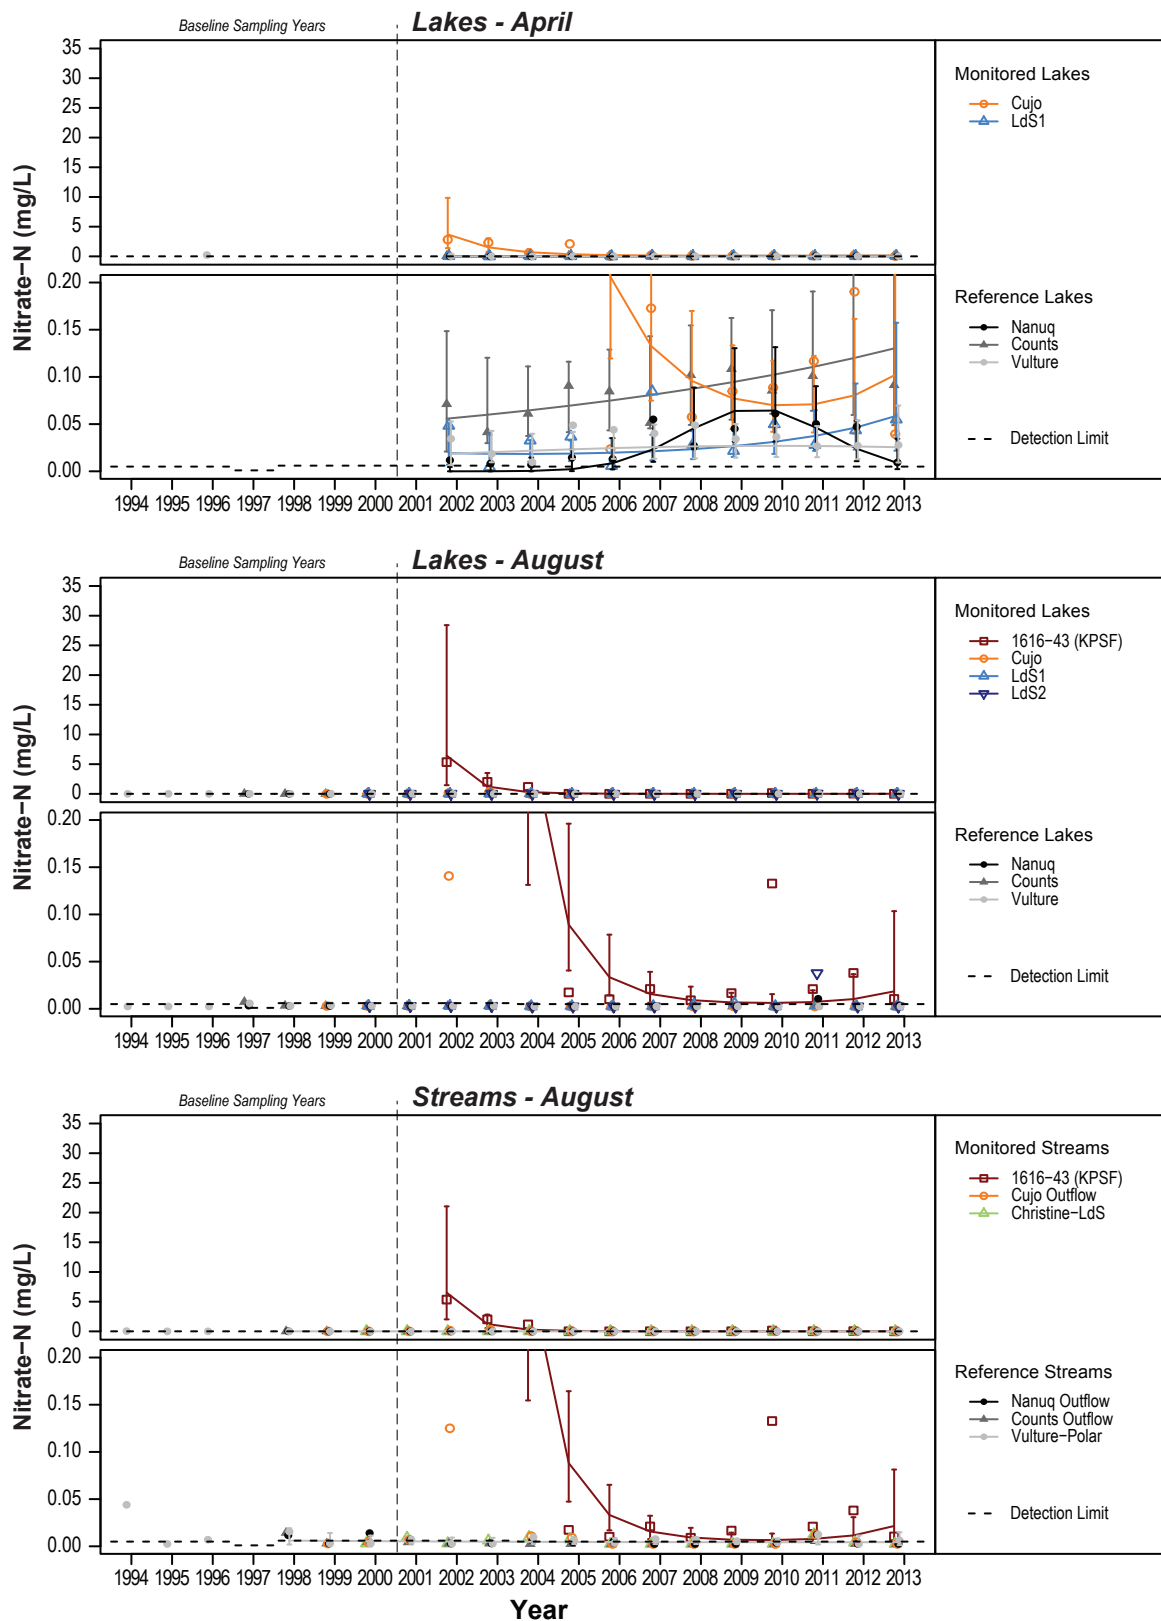 Baseline Sampling Years
Lakes - April
35
30
25
20
15
10
5
0
Nitrate-N (mg/L)
0.20
0.15
0.10
0.05
0.00
1994 1995 1996 1997 1998 1999 2000 2001 2002 2003 2004 2005 2006 2007 2008 2009 2010 2011 2012 2013
Monitored Lakes
Cujo
LdS1
Reference Lakes
Nanuq
Counts
Vulture
Detection Limit
Baseline Sampling Years
Lakes - August
35
30
25
20
15
10
5
0
Nitrate-N (mg/L)
0.20
0.15
0.10
0.05
0.00
1994 1995 1996 1997 1998 1999 2000 2001 2002 2003 2004 2005 2006 2007 2008 2009 2010 2011 2012 2013
Monitored Lakes
1616-43 (KPSF)
Cujo
LdS1
LdS2
Reference Lakes
Nanuq
Counts
Vulture
Detection Limit
Baseline Sampling Years
Streams - August
35
30
25
20
15
10
5
0
Nitrate-N (mg/L)
0.20
0.15
0.10
0.05
0.00
1994 1995 1996 1997 1998 1999 2000 2001 2002 2003 2004 2005 2006 2007 2008 2009 2010 2011 2012 2013
Year
Monitored Streams
1616-43 (KPSF)
Cujo Outflow
Christine-LdS
Reference Streams
Nanuq Outflow
Counts Outflow
Vulture-Polar
Detection Limit